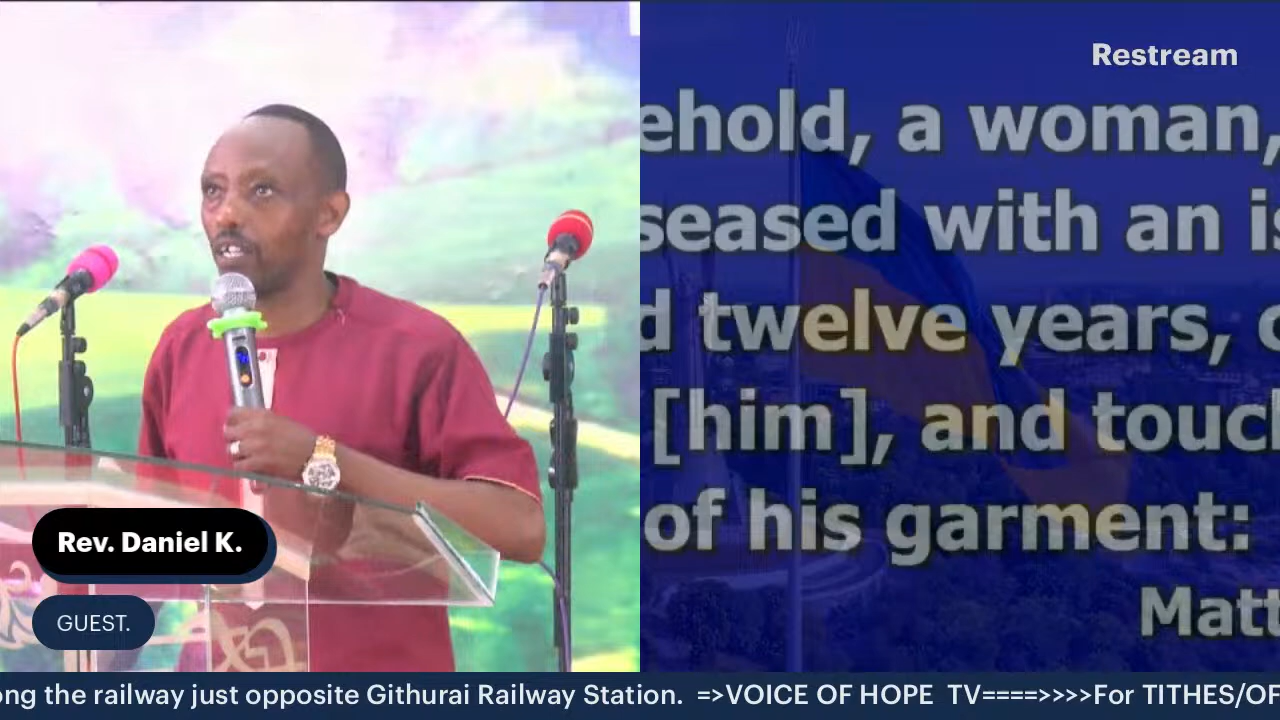 Restream
ehold, a woman,
seased with an is
d twelve years, c
[him], and touch
of his garment:
Matt
Rev. Daniel K.
GUEST.
ong the railway just opposite Githurai Railway Station. =>VOICE OF HOPE TV====>>>>For TITHES/OF